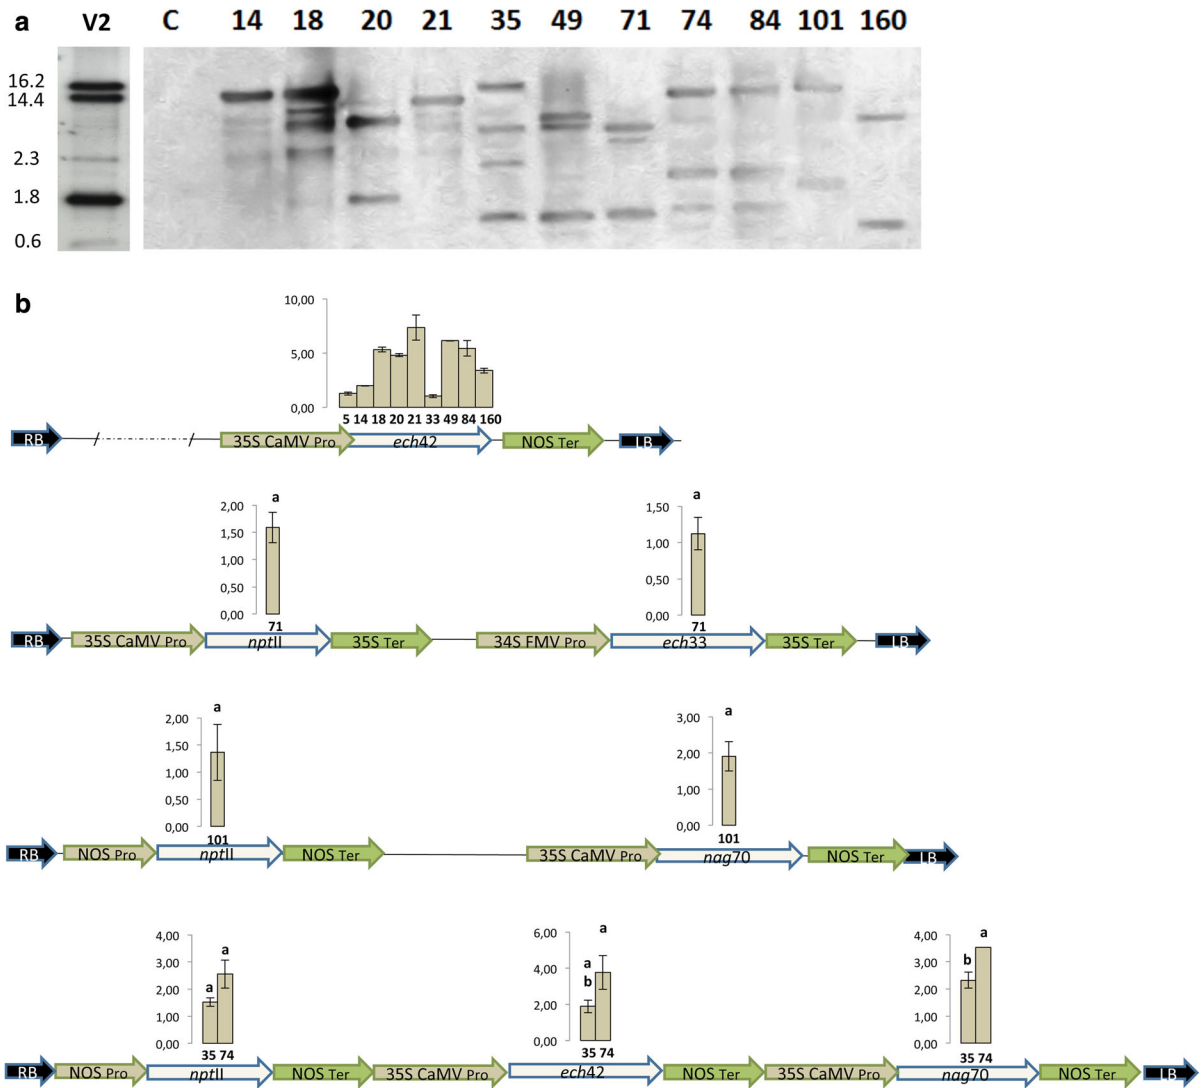 a V2 C 14 18 20 21 35 49 71 74 84 101 160
16.2
14.4
2.3
1.8
0.6
b
10,00
5,00
0,00
5 14 18 20 21 33 49 84 160
RB 35S CaMV Pro ech42 NOS Ter LB
2,00 a
1,50
1,00
0,50
0,00
71
1,50 a
1,00
0,50
0,00
71
RB 35S CaMV Pro nptII 35S Ter 34S FMV Pro ech33 35S Ter LB
2,00 a
1,50
1,00
0,50
0,00
101
3,00 a
2,00
1,00
0,00
101
RB NOS Pro nptII NOS Ter 35S CaMV Pro nag70 NOS Ter LB
4,00 a
3,00
2,00 a
1,00
0,00
35 74
6,00 a
a
4,00 b
2,00
0,00
35 74
4,00 a
3,00 b
2,00
1,00
0,00
35 74
RB NOS Pro nptII NOS Ter 35S CaMV Pro ech42 NOS Ter 35S CaMV Pro nag70 NOS Ter LB